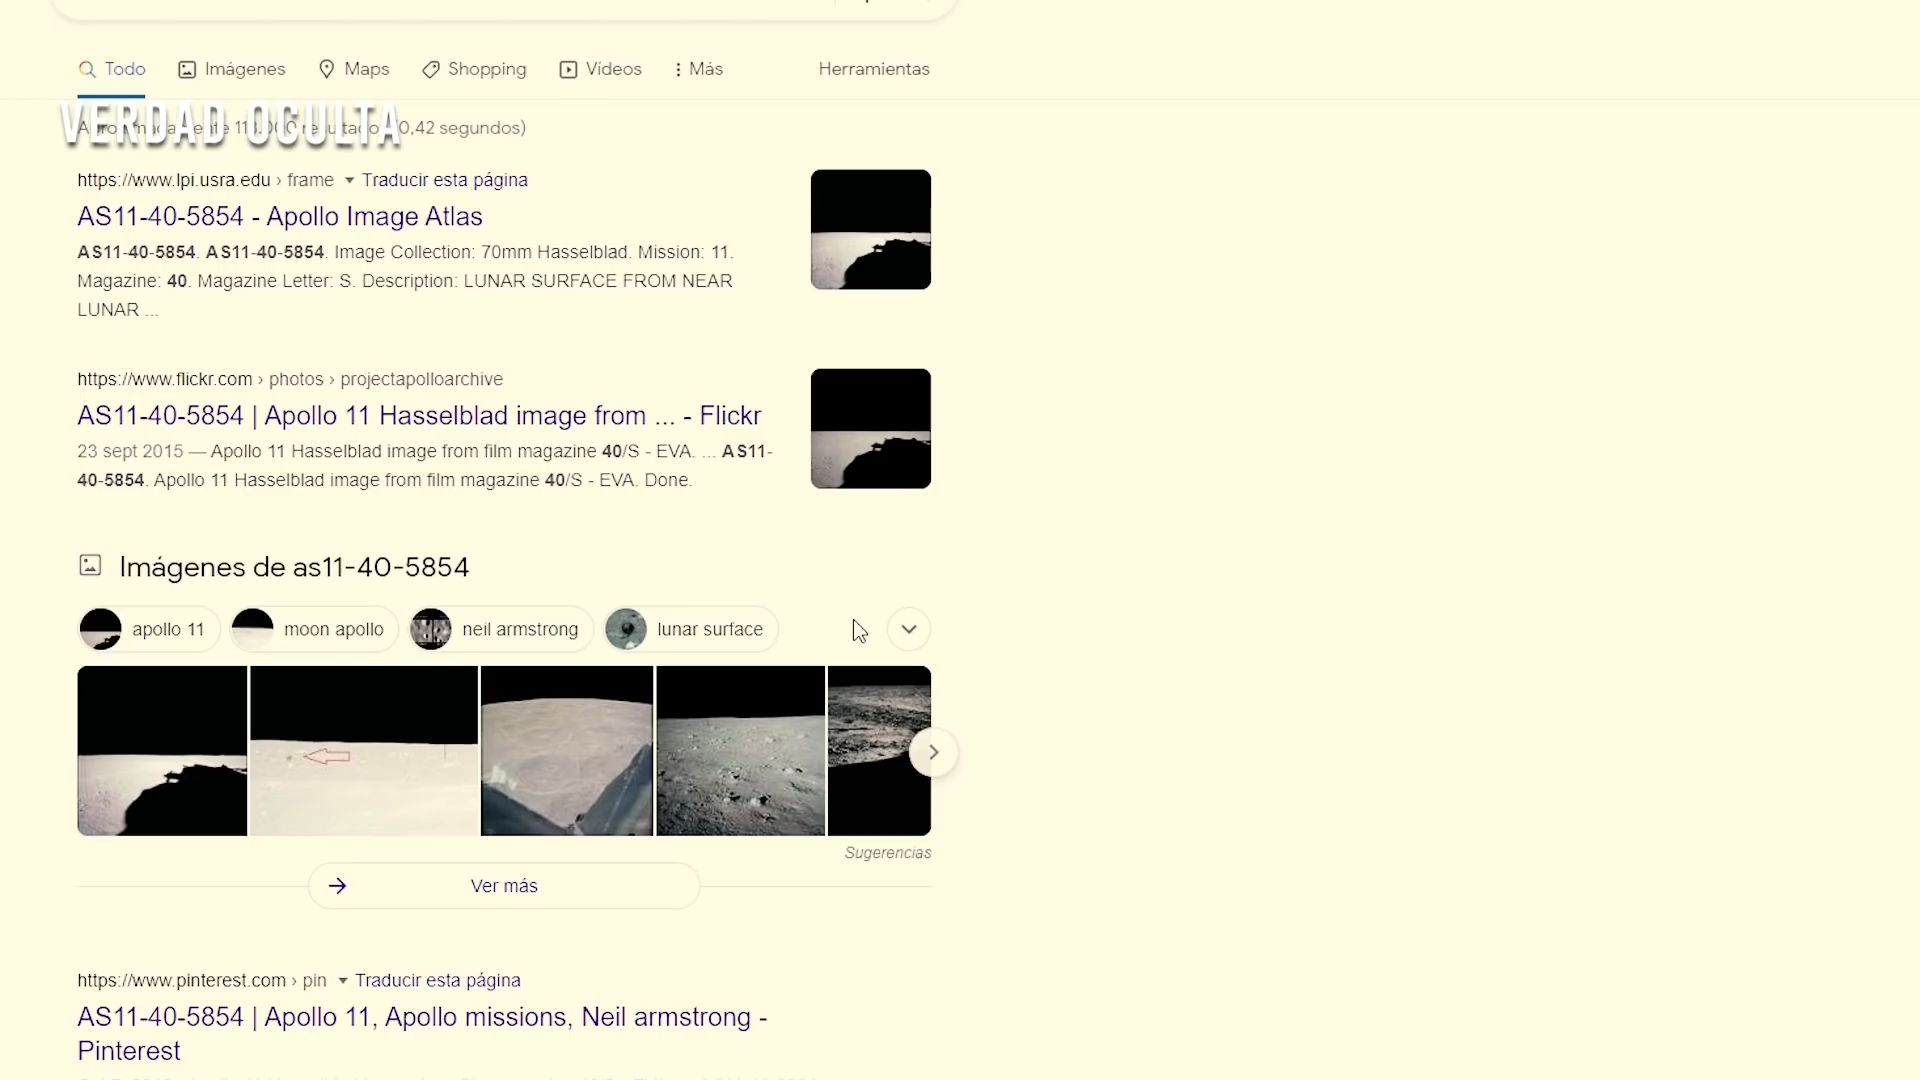 Todo
Imágenes
Maps
Shopping
Vídeos
Más
Herramientas
VERDAD OCULTA
0,42 segundos)
https://www.lpi.usra.edu › frame Traducir esta página
AS11-40-5854 - Apollo Image Atlas
AS11-40-5854. AS11-40-5854. Image Collection: 70mm Hasselblad. Mission: 11.
Magazine: 40. Magazine Letter: S. Description: LUNAR SURFACE FROM NEAR
LUNAR ...
https://www.flickr.com › photos › projectapolloarchive
AS11-40-5854 | Apollo 11 Hasselblad image from ... - Flickr
23 sept 2015 — Apollo 11 Hasselblad image from film magazine 40/S - EVA. ... AS11-
40-5854. Apollo 11 Hasselblad image from film magazine 40/S - EVA. Done.
Imágenes de as11-40-5854
apollo 11
moon apollo
neil armstrong
lunar surface
Sugerencias
Ver más
https://www.pinterest.com › pin Traducir esta página
AS11-40-5854 | Apollo 11, Apollo missions, Neil armstrong -
Pinterest